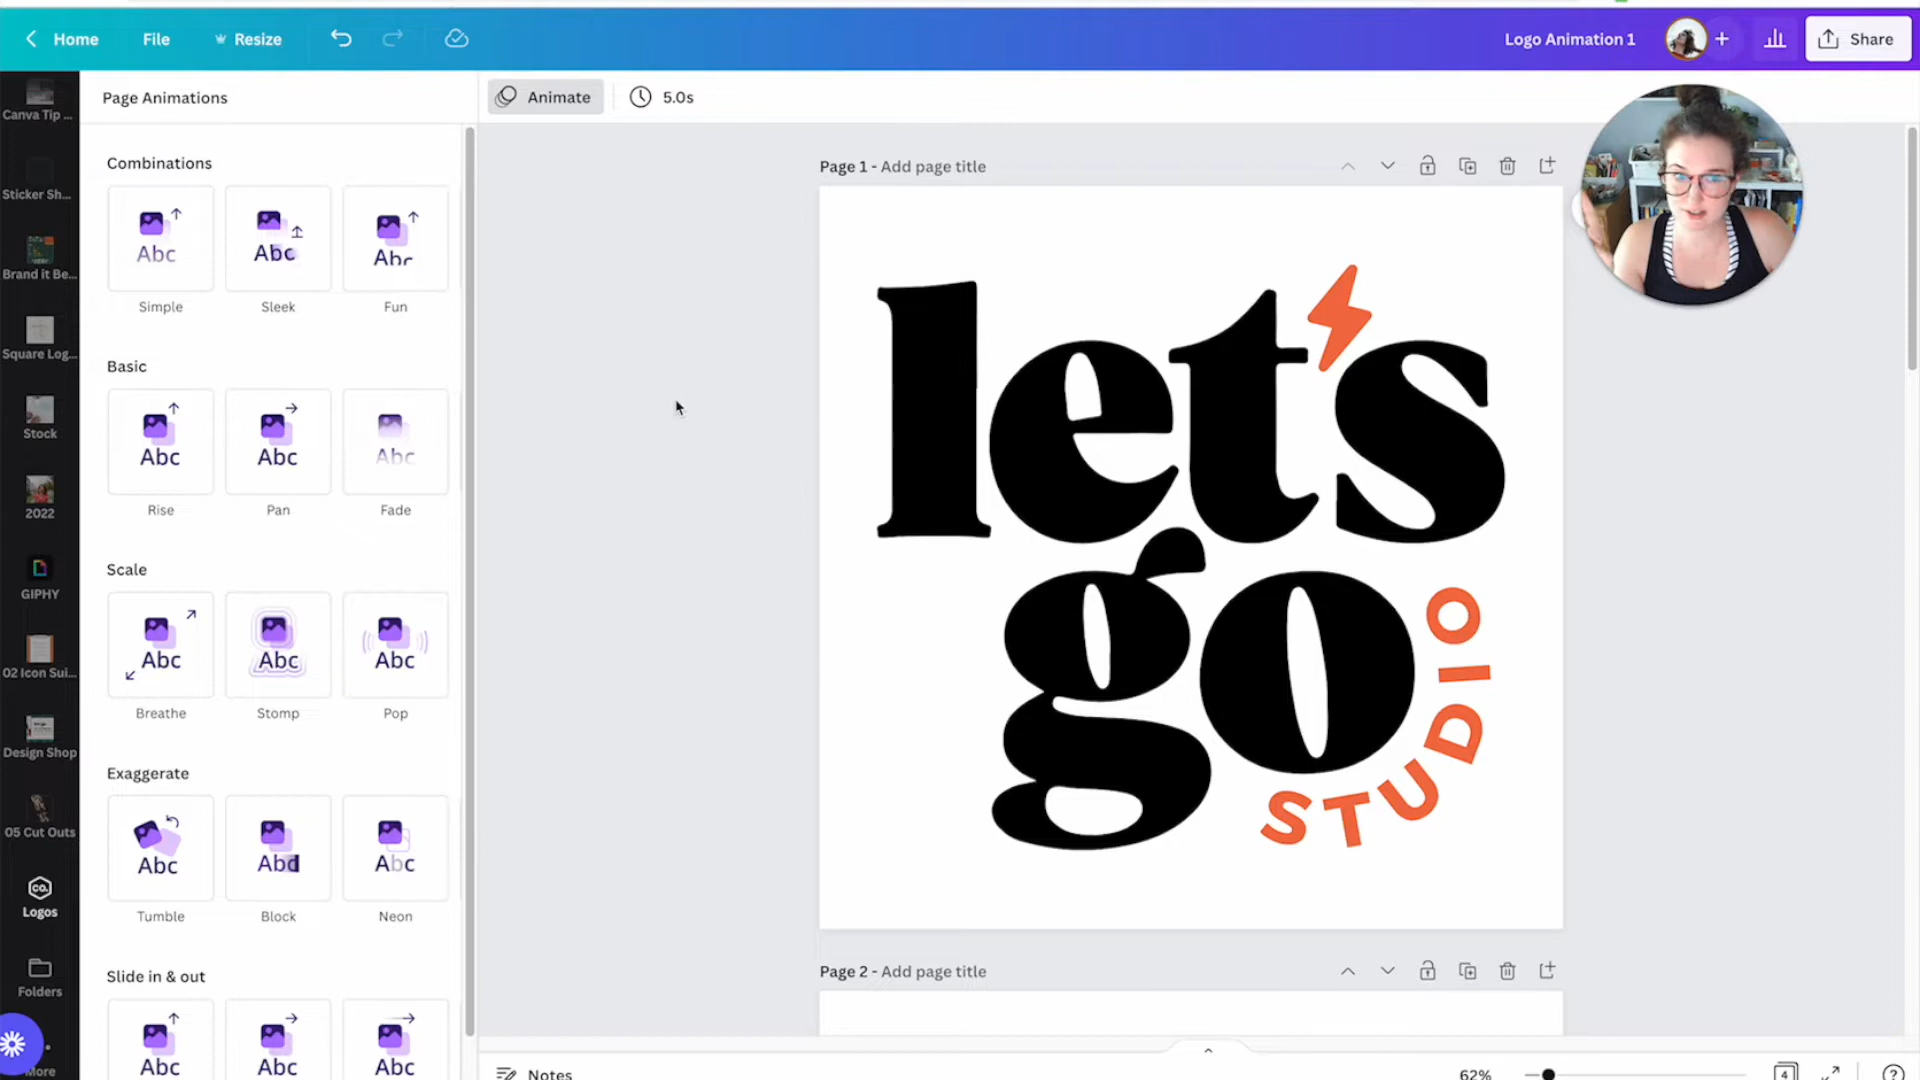 Home
File
Resize
Logo Animation 1
Share
Canva Tip ...
Sticker Sh...
Brand it Be...
Square Log...
Stock
2022
GIPHY
02 Icon Sui...
Design Shop
05 Cut Outs
co.
Logos
Folders
More
Page Animations
Combinations
Abc
Abc
Abc
Simple
Sleek
Fun
Basic
Abc
Abc
Abc
Rise
Pan
Fade
Scale
Abc
Abc
Abc
Breathe
Stomp
Pop
Exaggerate
Abc
Abc
Abc
Tumble
Block
Neon
Slide in & out
Abc
Abc
Abc
Animate
5.0s
Page 1 - Add page title
let's
go
STUDIO
Page 2 - Add page title
Notes
62%
4
?